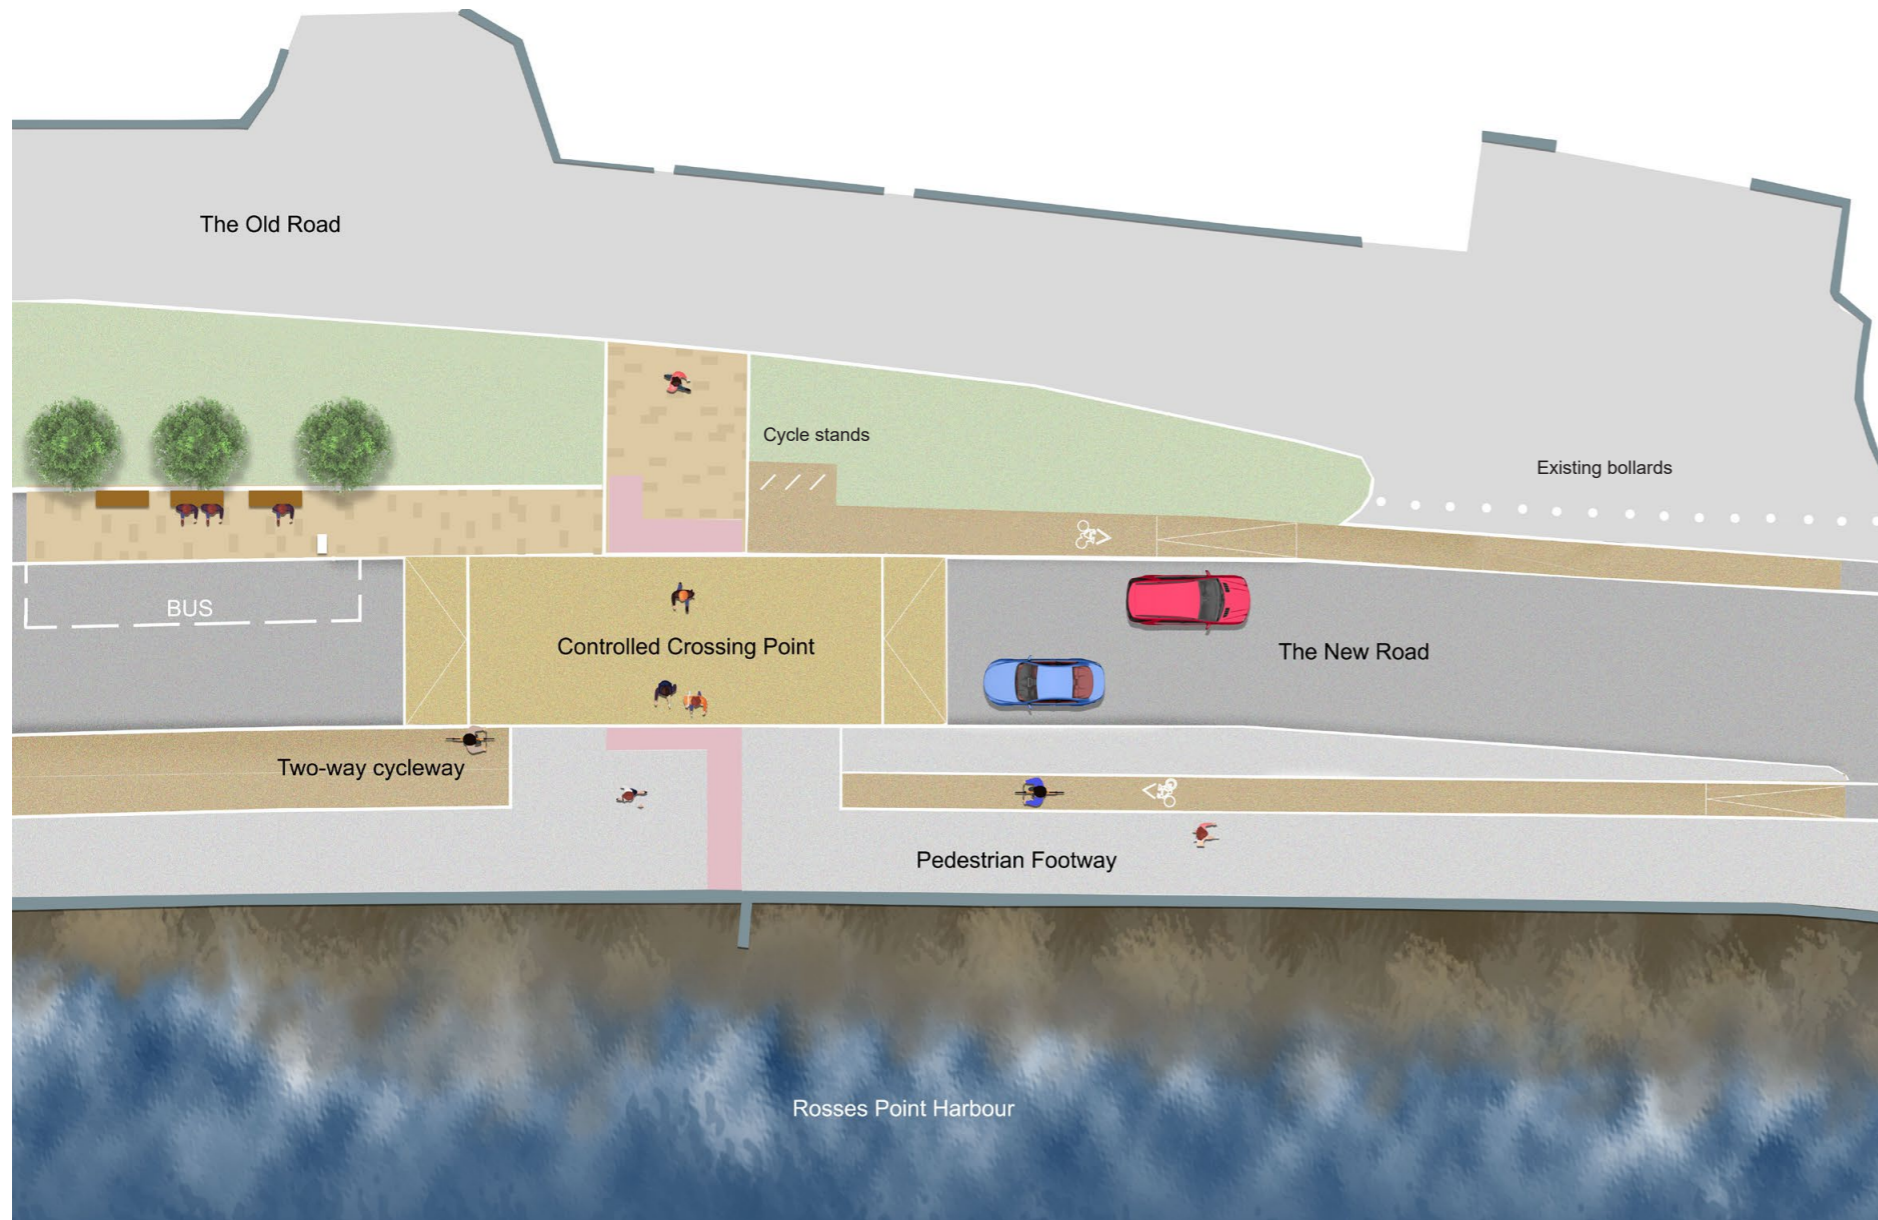 The Old Road
Cycle stands
Existing bollards
BUS
Controlled Crossing Point
The New Road
Two-way cycleway
Pedestrian Footway
Rosses Point Harbour